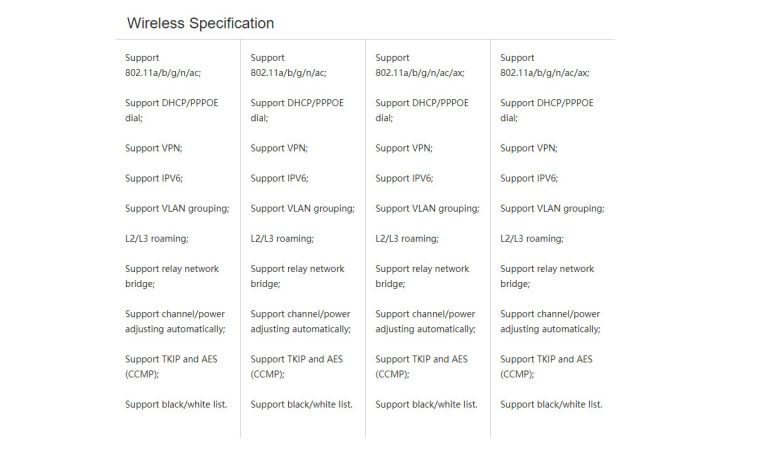 Wireless Specification
Support
802.11a/b/g/n/ac;
Support DHCP/PPPOE
dial;
Support VPN;
Support IPV6;
Support VLAN grouping;
L2/L3 roaming;
Support relay network
bridge;
Support channel/power
adjusting automatically;
Support TKIP and AES
(CCMP);
Support black/white list.
Support
802.11a/b/g/n/ac;
Support DHCP/PPPOE
dial;
Support VPN;
Support IPV6;
Support VLAN grouping;
L2/L3 roaming;
Support relay network
bridge;
Support channel/power
adjusting automatically;
Support TKIP and AES
(CCMP);
Support black/white list.
Support
802.11a/b/g/n/ac/ax;
Support DHCP/PPPOE
dial;
Support VPN;
Support IPV6;
Support VLAN grouping;
L2/L3 roaming;
Support relay network
bridge;
Support channel/power
adjusting automatically;
Support TKIP and AES
(CCMP);
Support black/white list.
Support
802.11a/b/g/n/ac/ax;
Support DHCP/PPPOE
dial;
Support VPN;
Support IPV6;
Support VLAN grouping;
L2/L3 roaming;
Support relay network
bridge;
Support channel/power
adjusting automatically;
Support TKIP and AES
(CCMP);
Support black/white list.